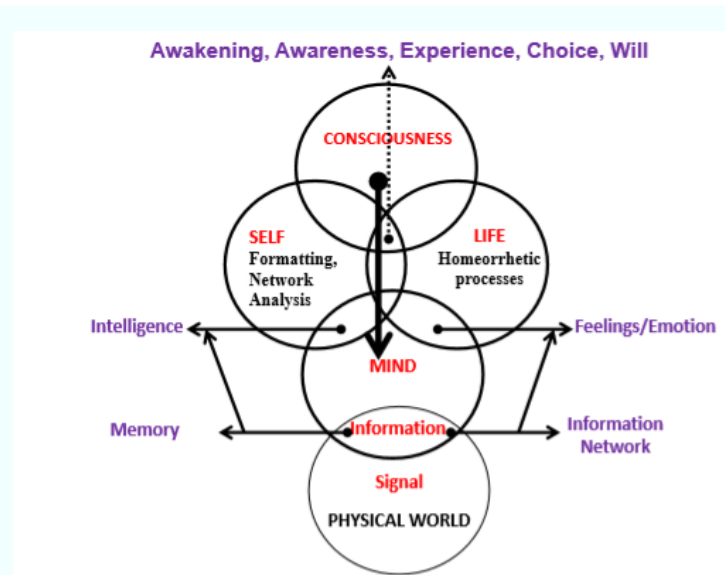 Awakening, Awareness, Experience, Choice, Will
CONSCIOUSNESS
SELF
Formatting,
Network
Analysis
LIFE
Homeorrhetic
processes
Intelligence
Feelings/Emotion
MIND
Memory
Information
Information
Network
Signal
PHYSICAL WORLD